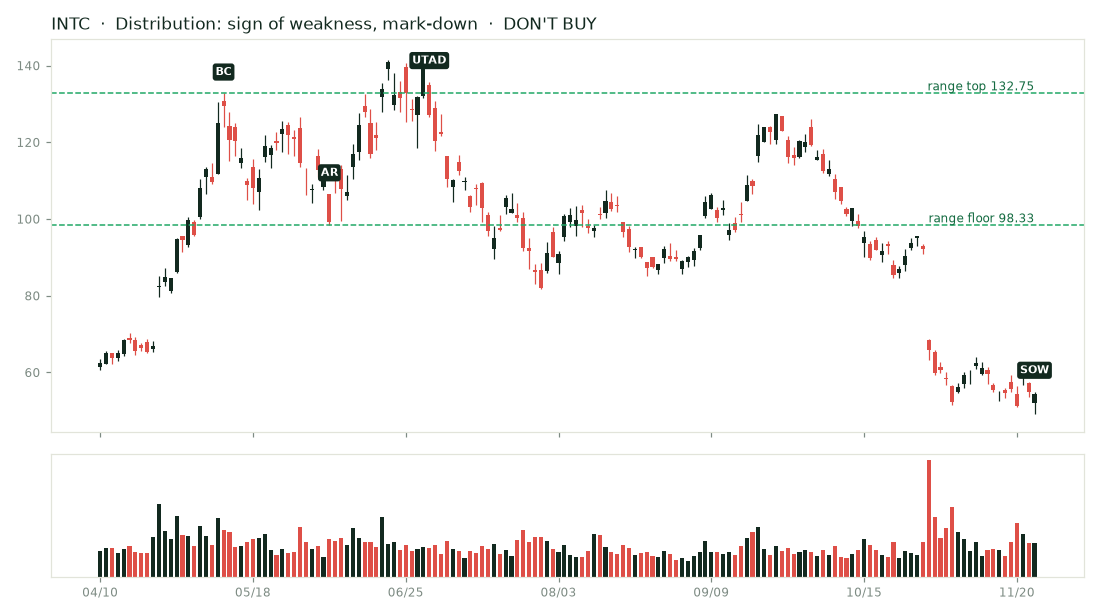 INTC · Distribution: sign of weakness, mark-down · DON'T BUY
140
120
100
80
60
BC
AR
UTAD
SOW
range top 132.75
range floor 98.33
04/10
05/18
06/25
08/03
09/09
10/15
11/20